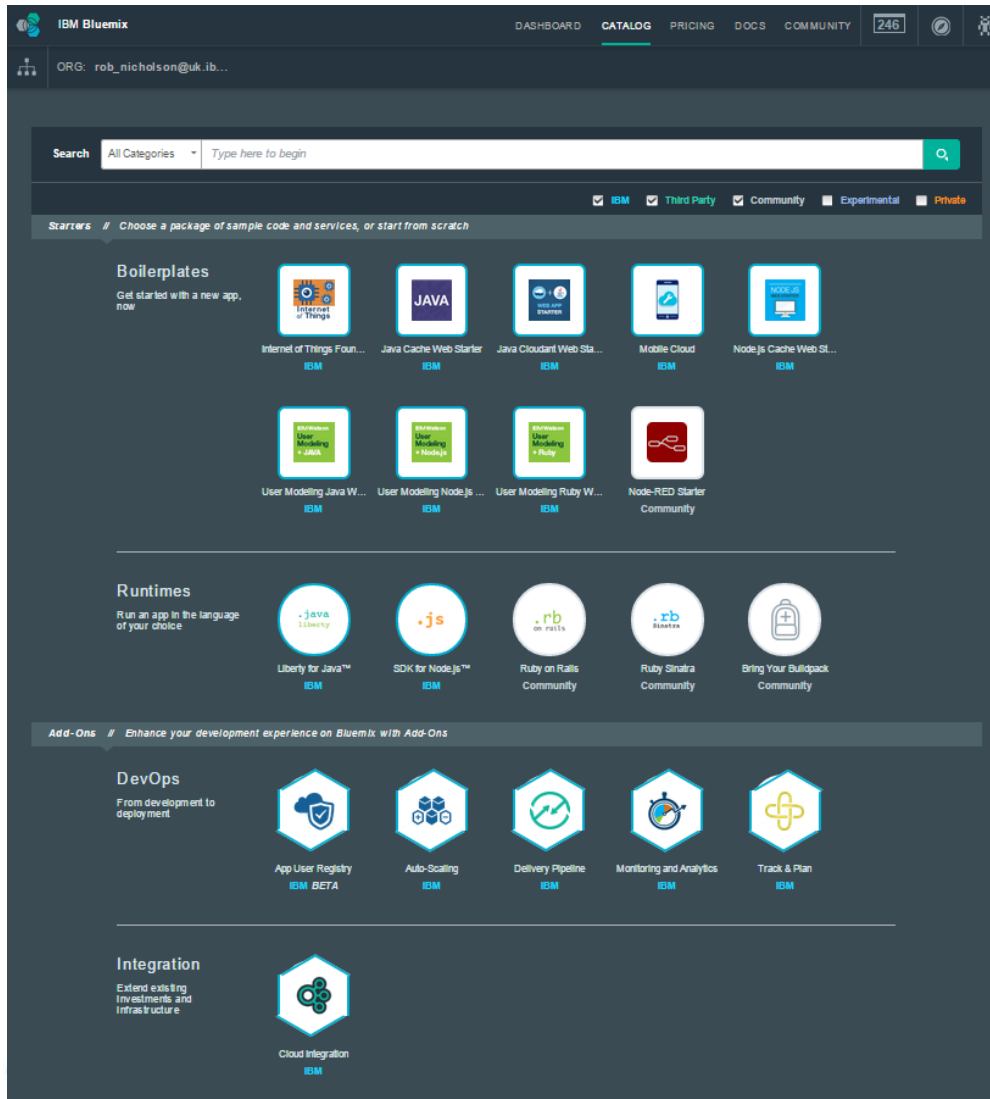 IBM Bluemix
DASHBOARD CATALOG PRICING DOCS COMMUNITY 246
ORG: rob_nicholson@uk.ib...
Search All Categories Type here to begin
IBM Third Party Community Experimental Private
Starters // Choose a package of sample code and services, or start from scratch
Boilerplates
Get started with a new app,
now
Internet
of Things
JAVA
WEB APP
STARTER
NODE JS
WEB STARTER
Internet of Things Foun... Java Cache Web Starter Java Cloudant Web Sta... Mobile Cloud Node.js Cache Web St...
IBM IBM IBM IBM IBM
IBM Watson IBM Watson IBM Watson
User User User
Modeling Modeling Modeling
+ JAVA + Node.js + Ruby
User Modeling Java W... User Modeling Node.js ... User Modeling Ruby W... Node-RED Starter
IBM IBM IBM Community
Runtimes
Run an app in the language
of your choice
.java
liberty
.js
.rb
on rails
.rb
Sinatra
Liberty for Java™ SDK for Node.js™ Ruby on Rails Ruby Sinatra Bring Your Buildpack
IBM IBM Community Community Community
Add-Ons // Enhance your development experience on Bluemix with Add-Ons
DevOps
From development to
deployment
App User Registry Auto-Scaling Delivery Pipeline Monitoring and Analytics Track & Plan
IBM BETA IBM IBM IBM IBM
Integration
Extend existing
Investments and
Infrastructure
Cloud Integration
IBM